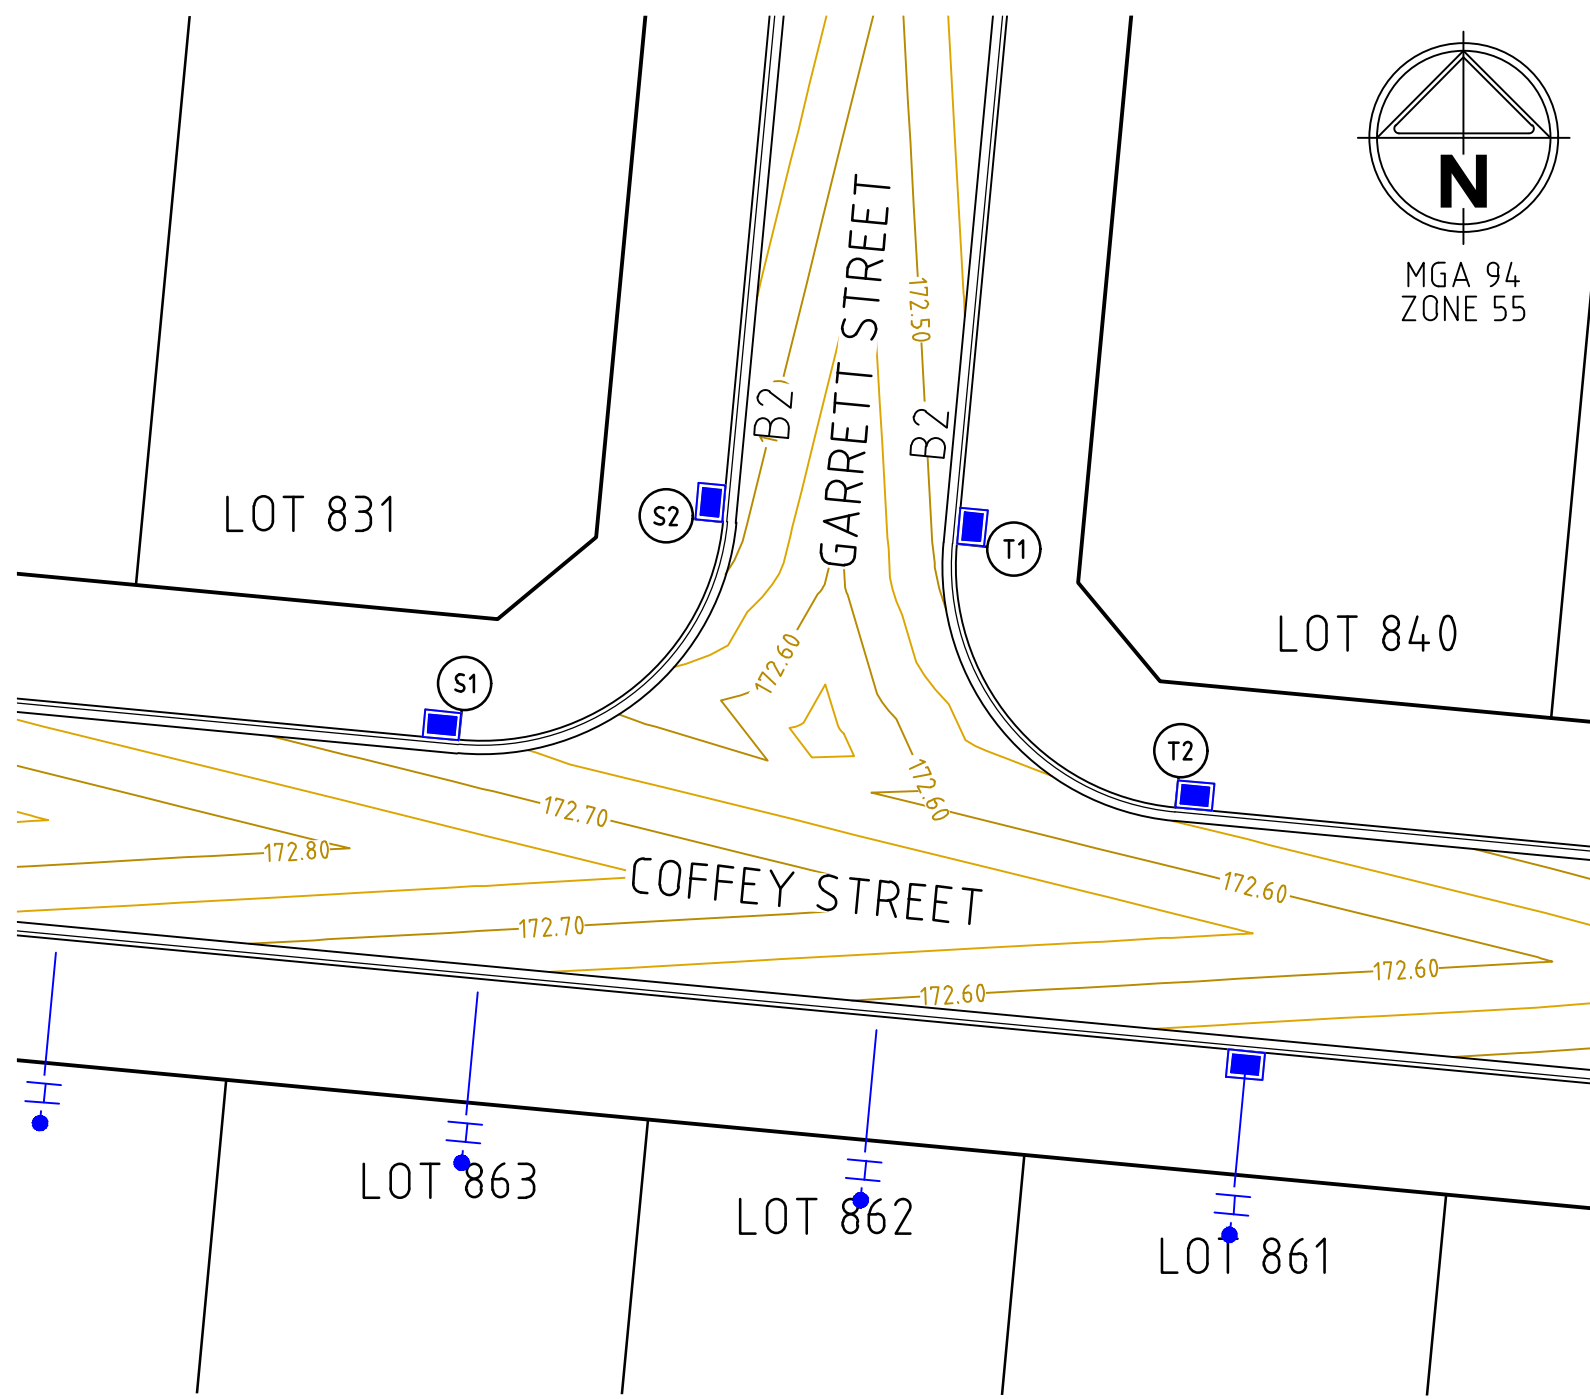 N
MGA 94
ZONE 55
GARRETT STREET
172.50
B2
B2
LOT 831
S2
T1
LOT 840
172.60
S1
T2
172.60
172.70
172.80
COFFEY STREET
172.60
172.70
172.60
172.60
LOT 863
LOT 862
LOT 861